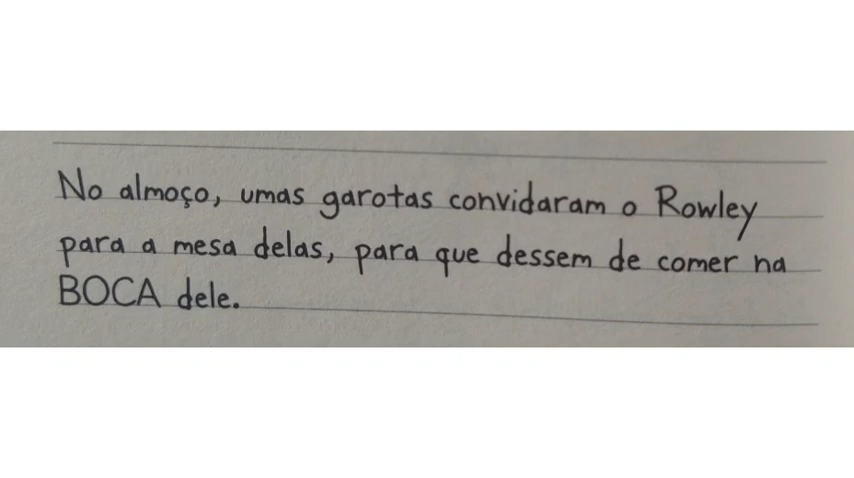 No almoço, umas garotas convidaram o Rowley
para a mesa delas, para que dessem de comer na
BOCA dele.